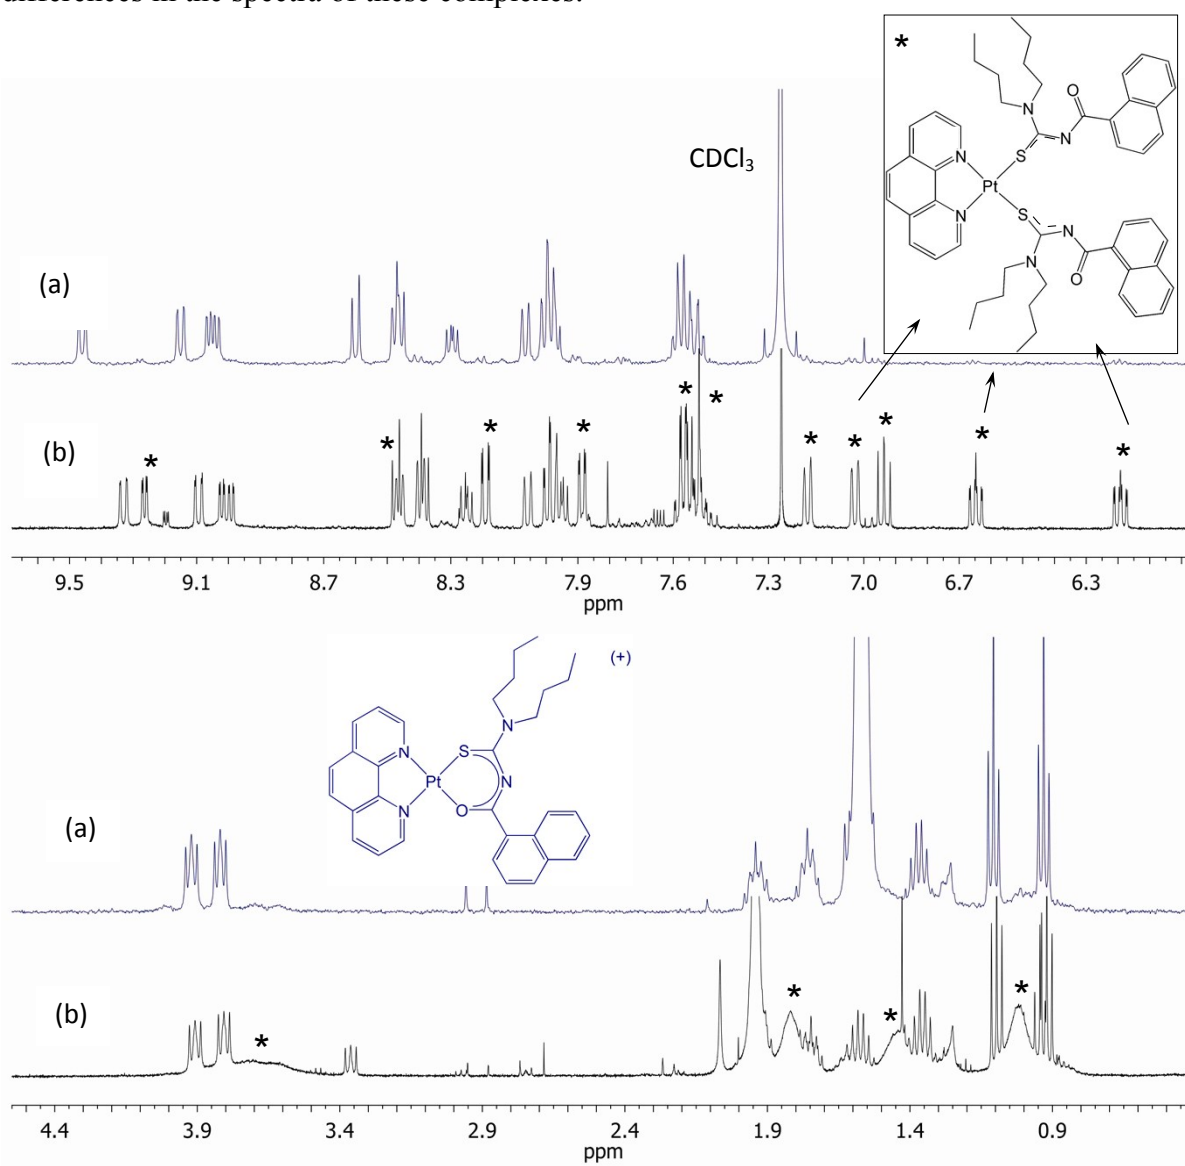 differences in the spectra of these complexes.
*
N
O
N
S
N
Pt
N
S
N
N
O
CDCl3
(a)
(b)
* * * * * * * * * * *
9.5 9.1 8.7 8.3 7.9 7.6 7.3 7.0 6.7 6.3
ppm
(+)
N
N
S
Pt
N
N
O
(a)
(b)
* * * *
4.4 3.9 3.4 2.9 2.4 1.9 1.4 0.9
ppm